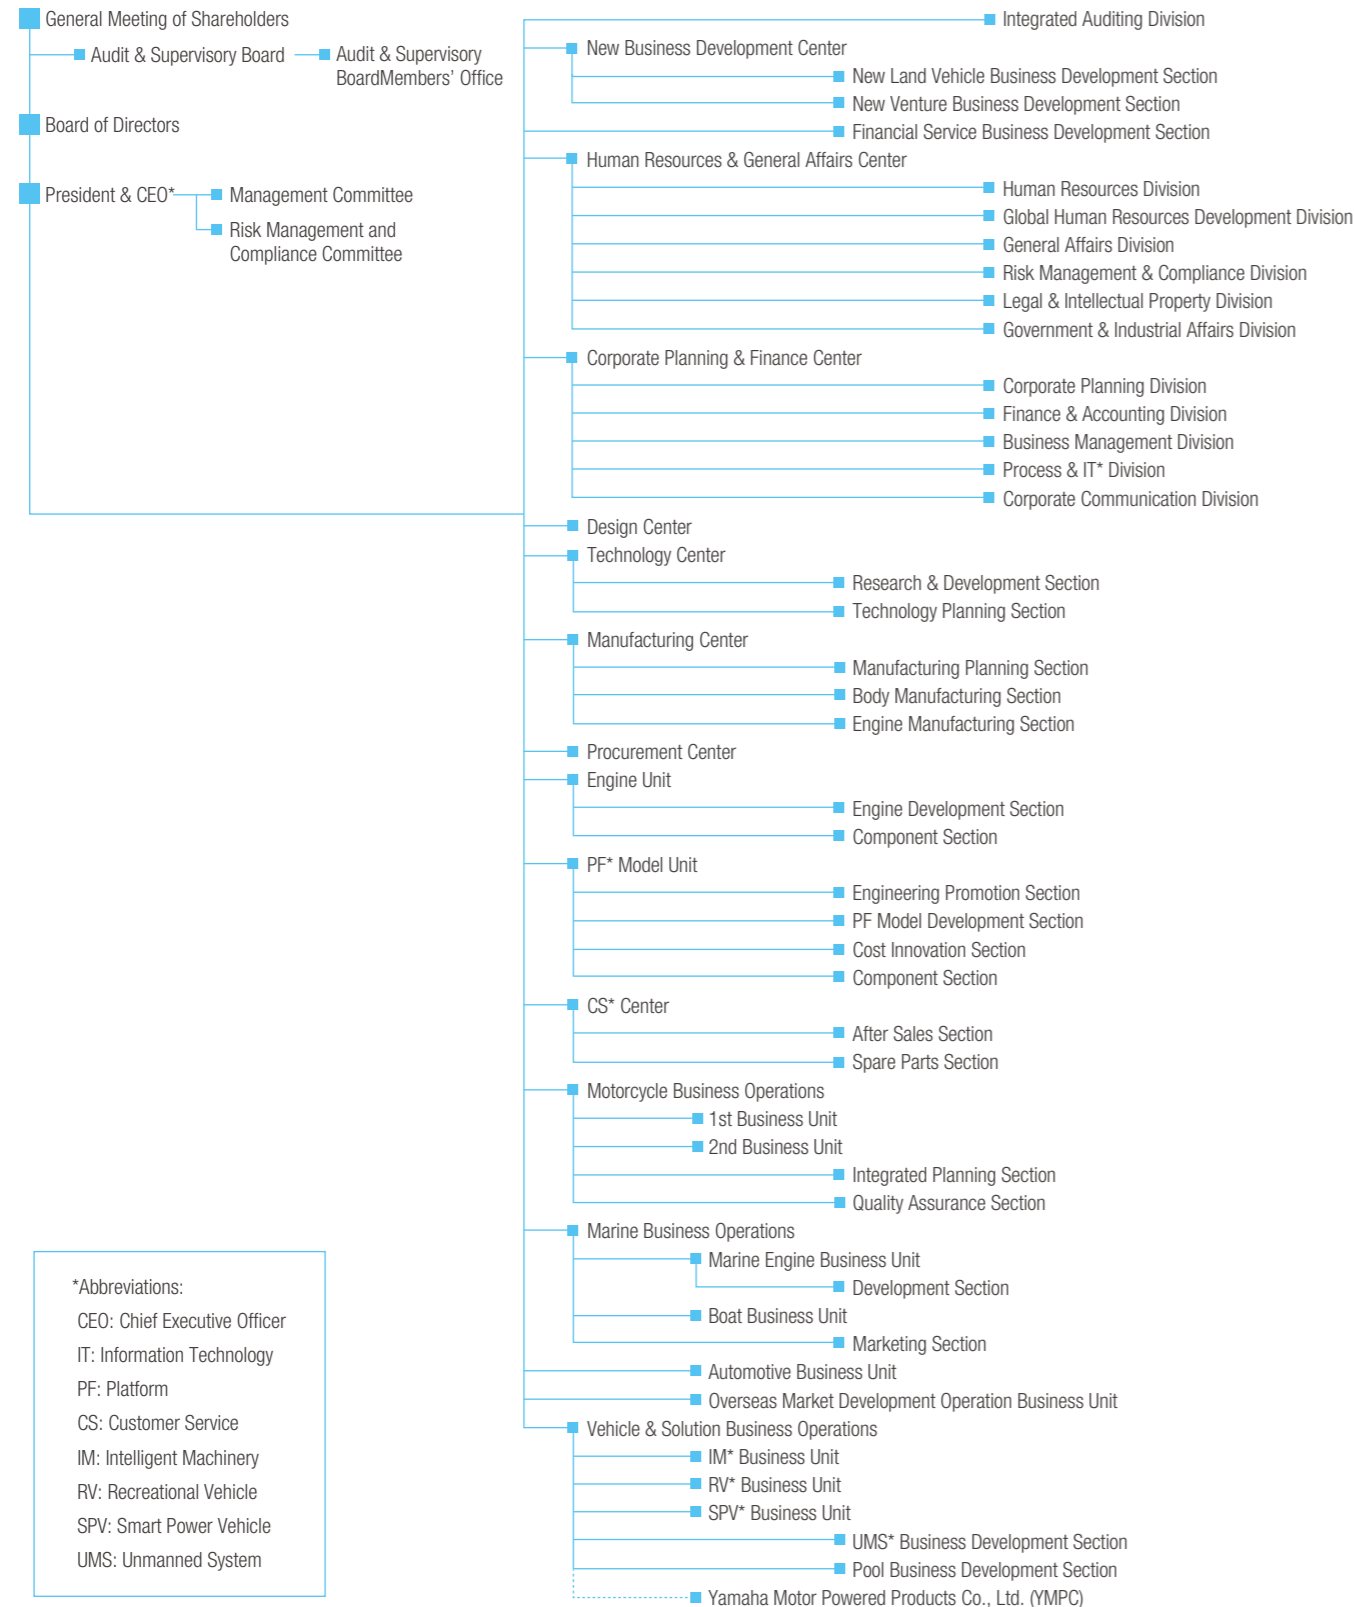 General Meeting of Shareholders
Audit & Supervisory Board
Audit & Supervisory
BoardMembers' Office
Board of Directors
President & CEO*
Management Committee
Risk Management and
Compliance Committee
Integrated Auditing Division
New Business Development Center
New Land Vehicle Business Development Section
New Venture Business Development Section
Financial Service Business Development Section
Human Resources & General Affairs Center
Human Resources Division
Global Human Resources Development Division
General Affairs Division
Risk Management & Compliance Division
Legal & Intellectual Property Division
Government & Industrial Affairs Division
Corporate Planning & Finance Center
Corporate Planning Division
Finance & Accounting Division
Business Management Division
Process & IT* Division
Corporate Communication Division
Design Center
Technology Center
Research & Development Section
Technology Planning Section
Manufacturing Center
Manufacturing Planning Section
Body Manufacturing Section
Engine Manufacturing Section
Procurement Center
Engine Unit
Engine Development Section
Component Section
PF* Model Unit
Engineering Promotion Section
PF Model Development Section
Cost Innovation Section
Component Section
CS* Center
After Sales Section
Spare Parts Section
Motorcycle Business Operations
1st Business Unit
2nd Business Unit
Integrated Planning Section
Quality Assurance Section
Marine Business Operations
Marine Engine Business Unit
Development Section
Boat Business Unit
Marketing Section
Automotive Business Unit
Overseas Market Development Operation Business Unit
Vehicle & Solution Business Operations
IM* Business Unit
RV* Business Unit
SPV* Business Unit
UMS* Business Development Section
Pool Business Development Section
Yamaha Motor Powered Products Co., Ltd. (YMPC)
*Abbreviations:
CEO: Chief Executive Officer
IT: Information Technology
PF: Platform
CS: Customer Service
IM: Intelligent Machinery
RV: Recreational Vehicle
SPV: Smart Power Vehicle
UMS: Unmanned System